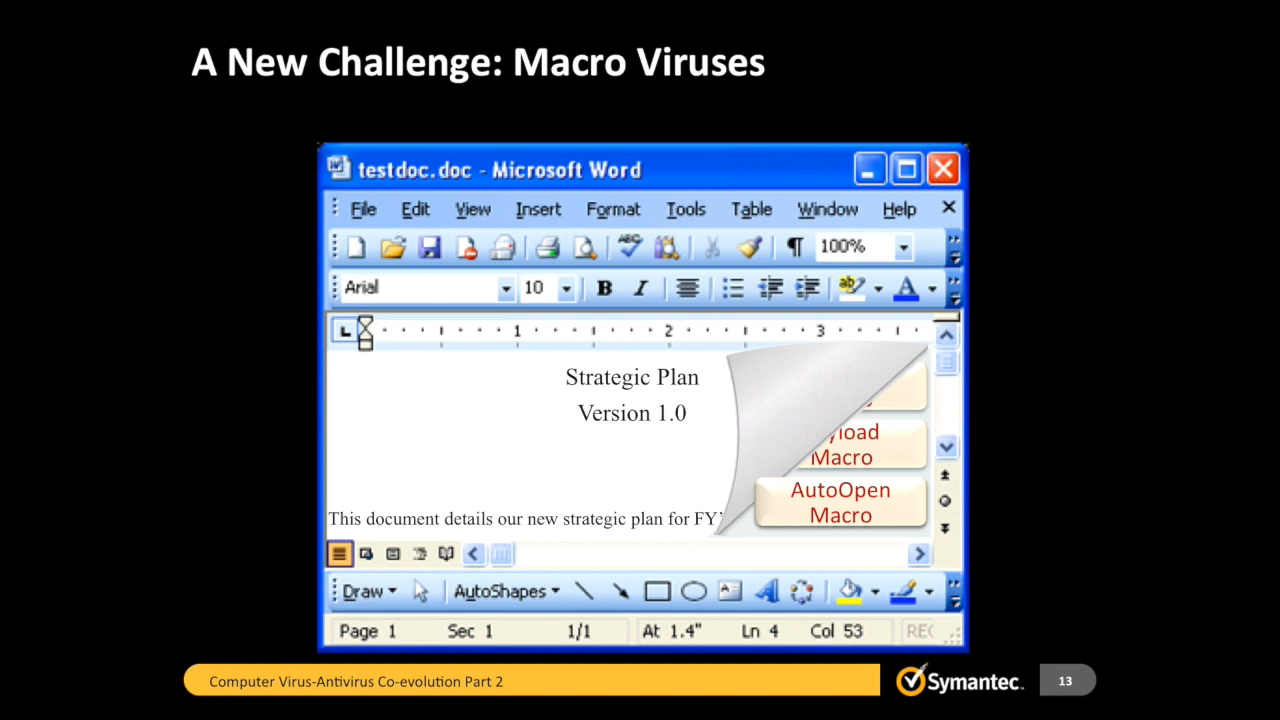 A New Challenge: Macro Viruses
testdoc.doc - Microsoft Word
File Edit View Insert Format Tools Table Window Help
ABC 100%
Arial 10 B I ab A
1 2 3
Strategic Plan
Version 1.0
Macro
AutoOpen
Macro
This document details our new strategic plan for FY'
Draw AutoShapes
Page 1 Sec 1 1/1 At 1.4" Ln 4 Col 53 REC
Computer Virus-Antivirus Co-evolution Part 2
Symantec.
13